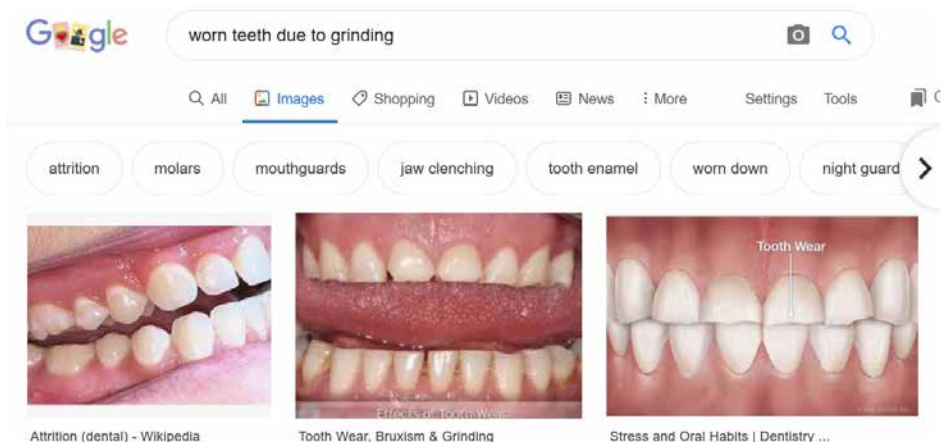 Google
worn teeth due to grinding
All Images Shopping Videos News More Settings Tools
attrition molars mouthguards jaw clenching tooth enamel worn down night guard
Tooth Wear
Effects of Tooth Wear
Attrition (dental) - Wikipedia Tooth Wear, Bruxism & Grinding Stress and Oral Habits | Dentistry ...